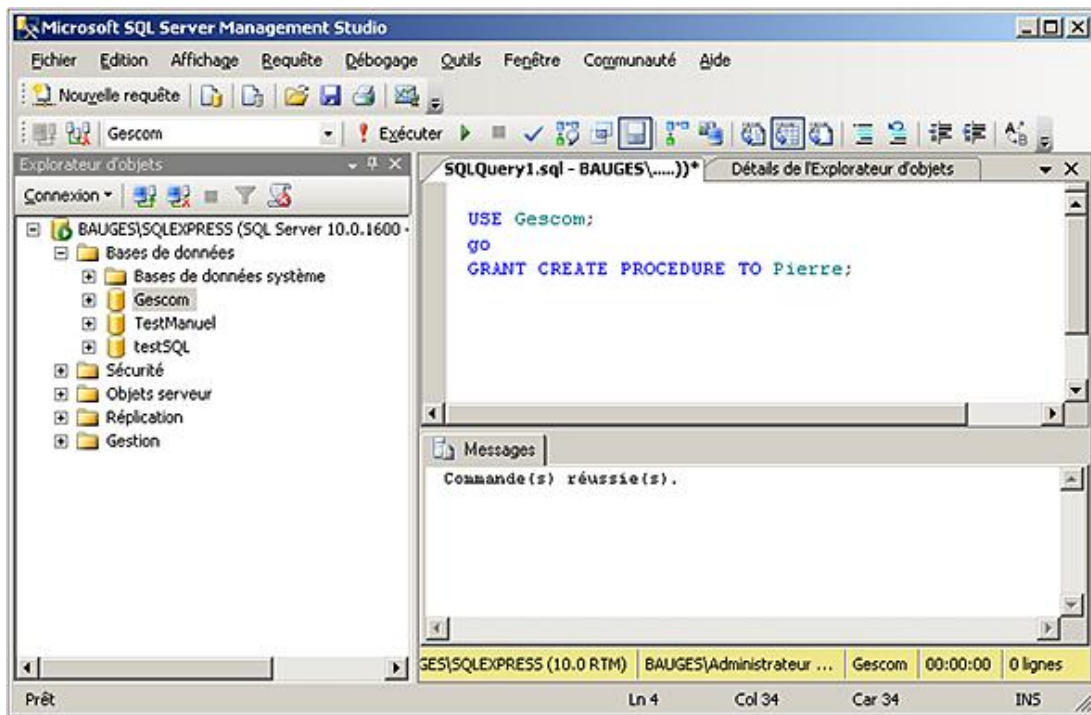 Microsoft SQL Server Management Studio
Fichier Edition Affichage Requête Débogage Outils Fenêtre Communauté Aide
Nouvelle requête
Gescom Exécuter
Explorateur d'objets
SQLQuery1.sql - BAUGES\.....))* Détails de l'Explorateur d'objets
Connexion
BAUGES\SQLEXPRESS (SQL Server 10.0.1600 -
Bases de données
Bases de données système
Gescom
TestManuel
testSQL
Sécurité
Objets serveur
Réplication
Gestion
USE Gescom;
go
GRANT CREATE PROCEDURE TO Pierre;
Messages
Commande(s) réussie(s).
GES\SQLEXPRESS (10.0 RTM) BAUGES\Administrateur ... Gescom 00:00:00 0 lignes
Prêt Ln 4 Col 34 Car 34 INS